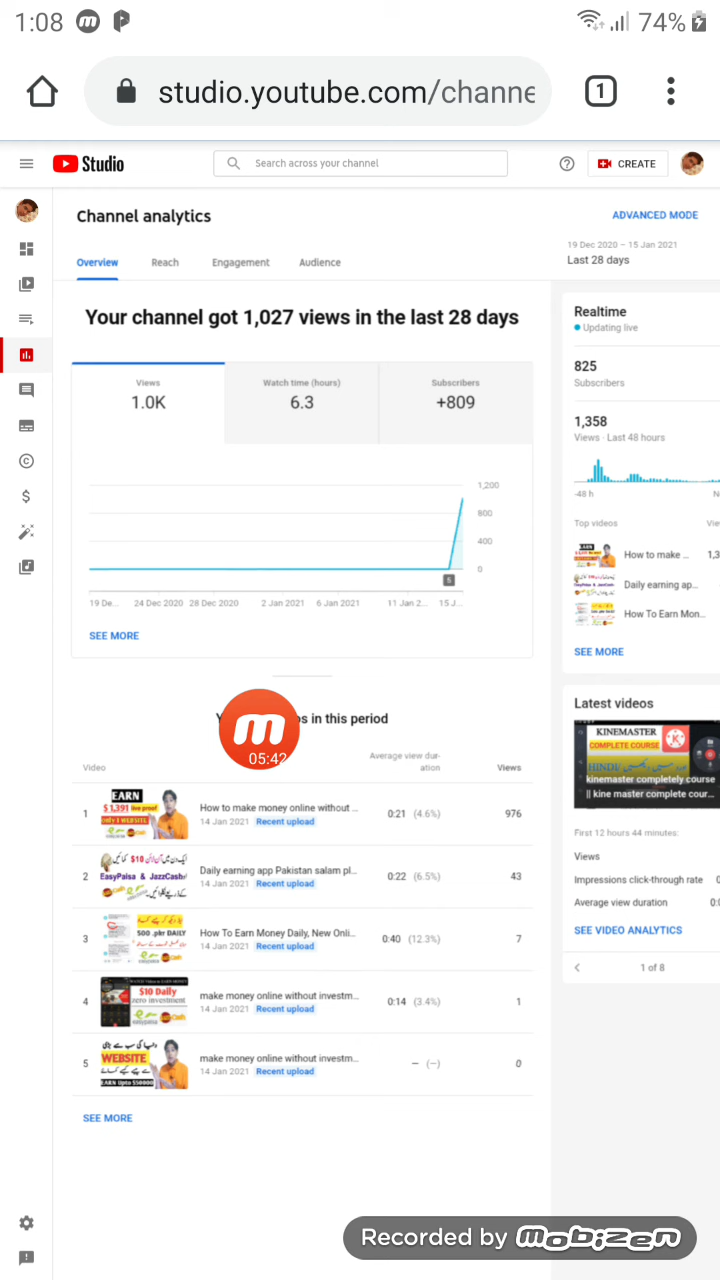 1:08
74%
studio.youtube.com/channe
1
Studio
Search across your channel
CREATE
Channel analytics
ADVANCED MODE
19 Dec 2020 – 15 Jan 2021
Last 28 days
Overview
Reach
Engagement
Audience
Your channel got 1,027 views in the last 28 days
Views
1.0K
Watch time (hours)
6.3
Subscribers
+809
1,200
800
400
0
5
19 De...
24 Dec 2020
28 Dec 2020
2 Jan 2021
6 Jan 2021
11 Jan 2...
15 J...
SEE MORE
Realtime
Updating live
825
Subscribers
1,358
Views · Last 48 hours
-48 h
Top videos
How to make ...
Daily earning ap...
How To Earn Mon...
SEE MORE
in this period
05:42
Video
Average view dur-
ation
Views
1
EARN
$1,391 live proof
only 1 WEBSITE
How to make money online without ...
14 Jan 2021 Recent upload
0:21 (4.6%)
976
2
EasyPaisa & JazzCash
Daily earning app Pakistan salam pl...
14 Jan 2021 Recent upload
0:22 (6.5%)
43
3
500 .pkr DAILY
How To Earn Money Daily, New Onli...
14 Jan 2021 Recent upload
0:40 (12.3%)
7
4
$10 Daily
zero investment
make money online without investm...
14 Jan 2021 Recent upload
0:14 (3.4%)
1
5
WEBSITE
EARN Upto $50000
make money online without investm...
14 Jan 2021 Recent upload
– (–)
0
SEE MORE
Latest videos
KINEMASTER
COMPLETE COURSE
kinemaster completely course
|| kine master complete cour...
First 12 hours 44 minutes:
Views
Impressions click-through rate
Average view duration
SEE VIDEO ANALYTICS
1 of 8
Recorded by mobizen